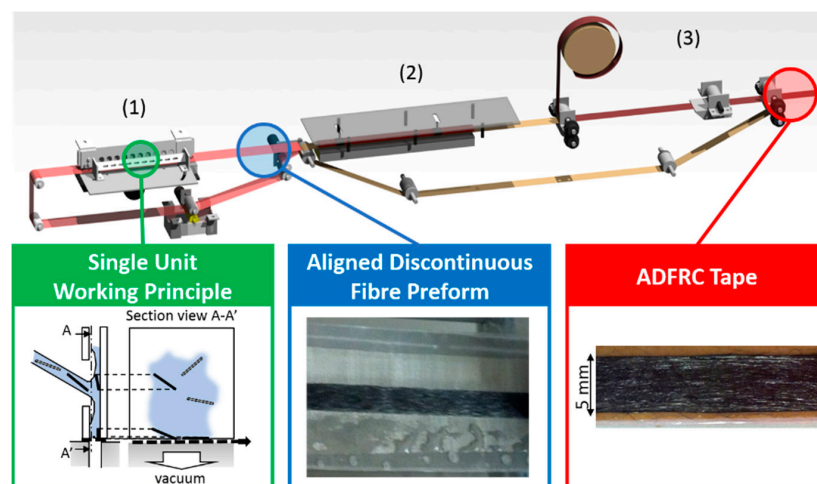 (1)
(2)
(3)
Single Unit
Working Principle
Section view A-A'
A
A'
vacuum
Aligned Discontinuous
Fibre Preform
ADFRC Tape
5 mm